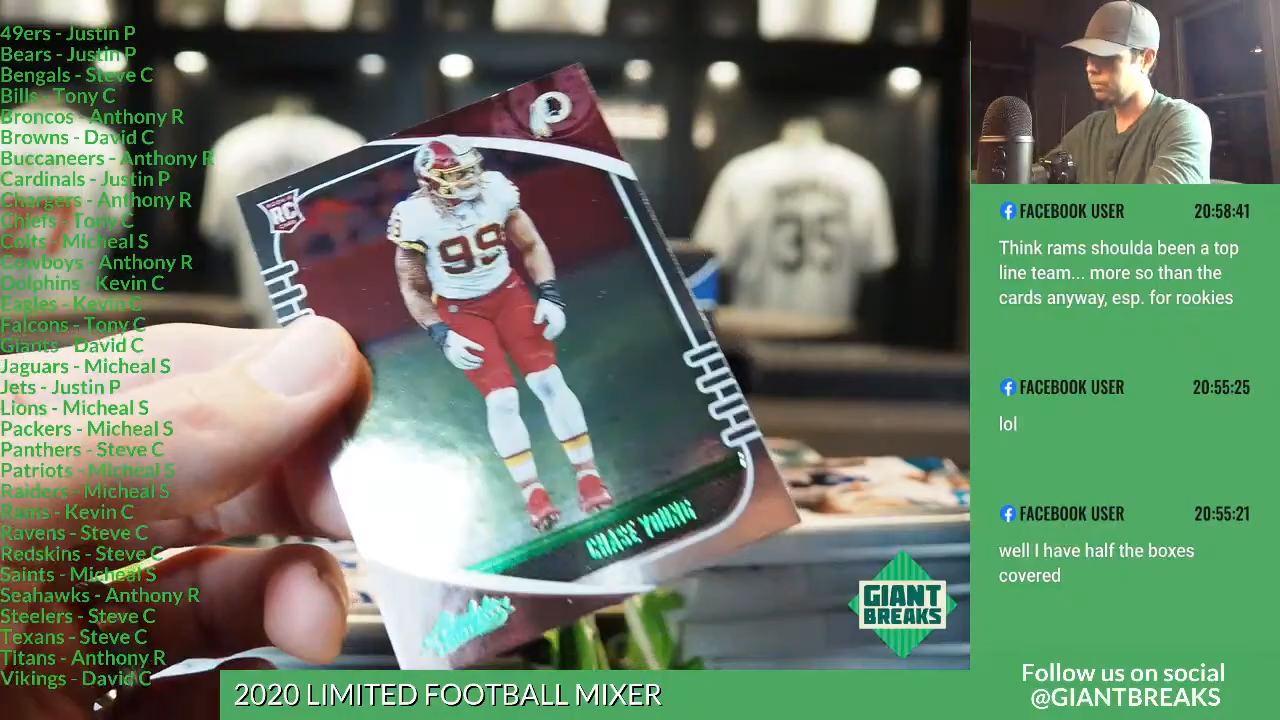 49ers - Justin P
Bears - Justin P
Bengals - Steve C
Bills - Tony C
Broncos - Anthony R
Browns - David C
Buccaneers - Anthony R
Cardinals - Justin P
Chargers - Anthony R
Chiefs - Tony C
Colts - Micheal S
Cowboys - Anthony R
Dolphins - Kevin C
Eagles - Kevin C
Falcons - Tony C
Giants - David C
Jaguars - Micheal S
Jets - Justin P
Lions - Micheal S
Packers - Micheal S
Panthers - Steve C
Patriots - Micheal S
Raiders - Micheal S
Rams - Kevin C
Ravens - Steve C
Redskins - Steve C
Saints - Micheal S
Seahawks - Anthony R
Steelers - Steve C
Texans - Steve C
Titans - Anthony R
Vikings - David C
RC
99
CHASE YOUNG
Absolute
35
GIANT
BREAKS
2020 LIMITED FOOTBALL MIXER
FACEBOOK USER 20:58:41
Think rams shoulda been a top
line team... more so than the
cards anyway, esp. for rookies
FACEBOOK USER 20:55:25
lol
FACEBOOK USER 20:55:21
well I have half the boxes
covered
Follow us on social
@GIANTBREAKS